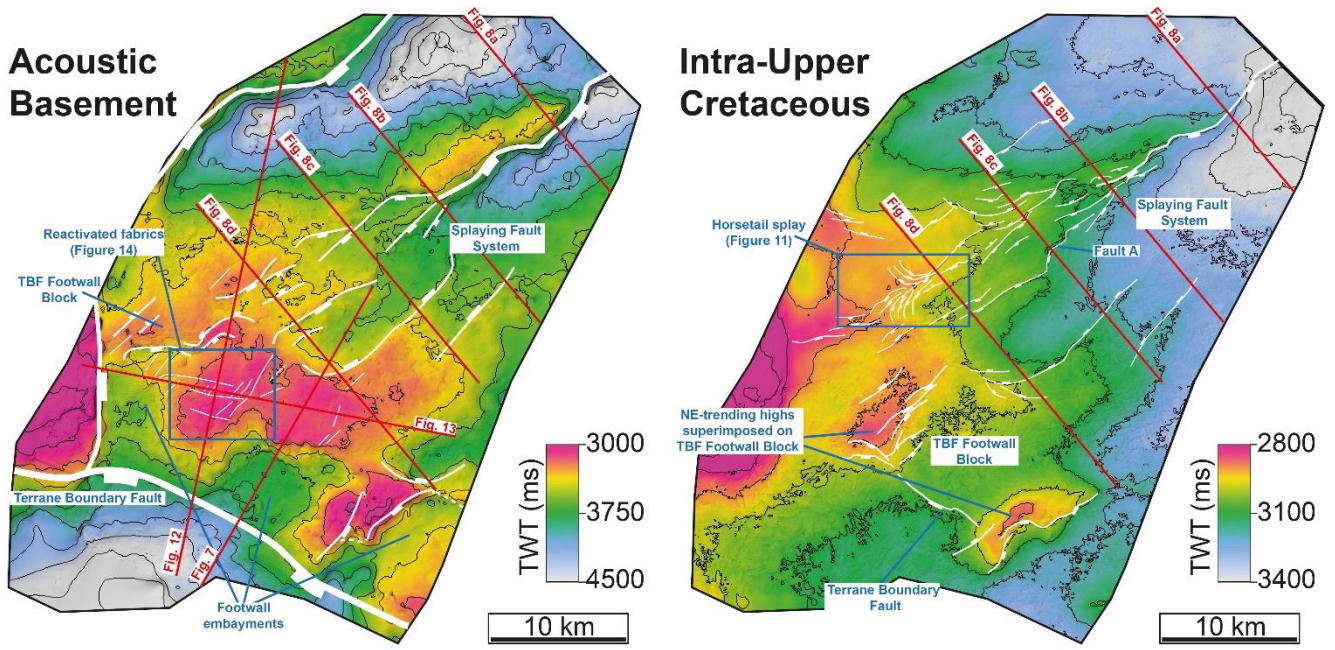 Acoustic
Basement
Fig. 8a
Fig. 8b
Fig. 8c
Fig. 8d
Reactivated fabrics
(Figure 14)
TBF Footwall
Block
Splaying Fault
System
Fig. 13
Terrane Boundary Fault
Fig. 12
Fig. 7
Footwall
embayments
TWT (ms)
3000
3750
4500
10 km
Intra-Upper
Cretaceous
Fig. 8a
Fig. 8b
Fig. 8c
Fig. 8d
Horsetail splay
(Figure 11)
Splaying Fault
System
Fault A
NE-trending highs
superimposed on
TBF Footwall Block
TBF Footwall
Block
Terrane Boundary
Fault
TWT (ms)
2800
3100
3400
10 km